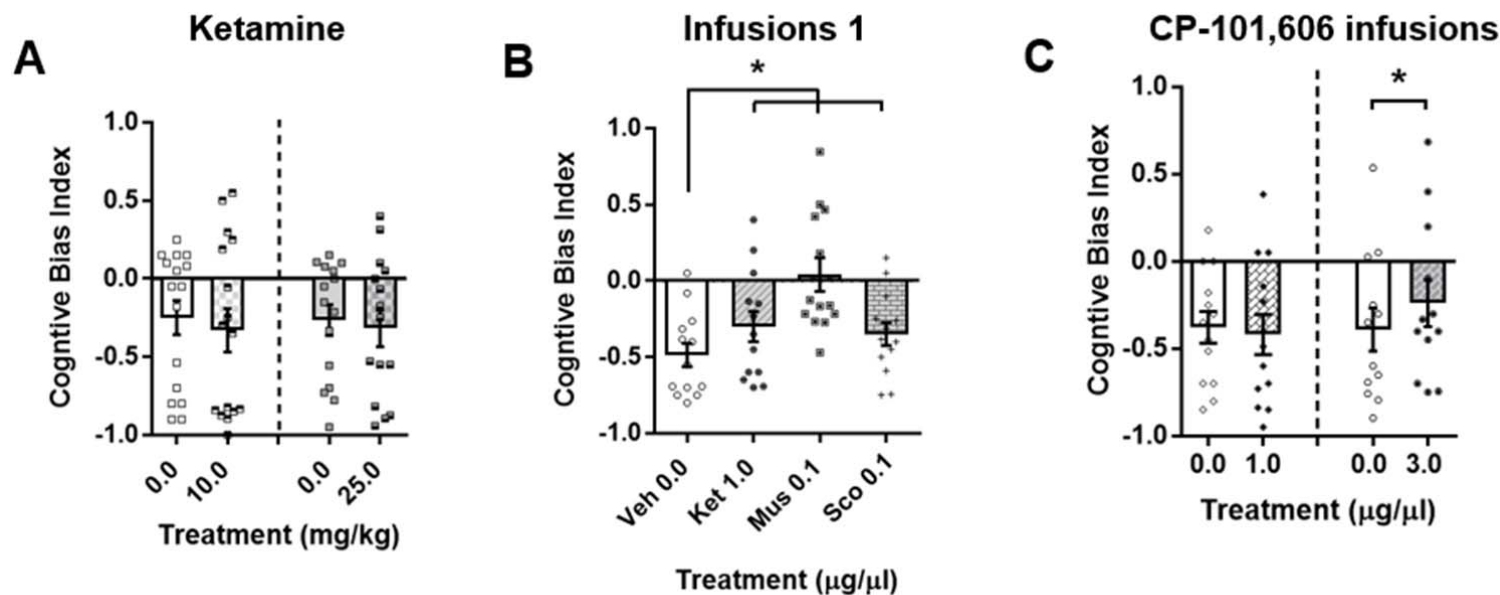 Ketamine
Infusions 1
CP-101,606 infusions
A
B
C
*
*
Cogntive Bias Index
1.0
0.5
0.0
-0.5
-1.0
0.0
10.0
0.0
25.0
Treatment (mg/kg)
Cogntive Bias Index
1.0
0.5
0.0
-0.5
-1.0
Veh 0.0
Ket 1.0
Mus 0.1
Sco 0.1
Treatment (μg/μl)
Cogntive Bias Index
1.0
0.5
0.0
-0.5
-1.0
0.0
1.0
0.0
3.0
Treatment (μg/μl)